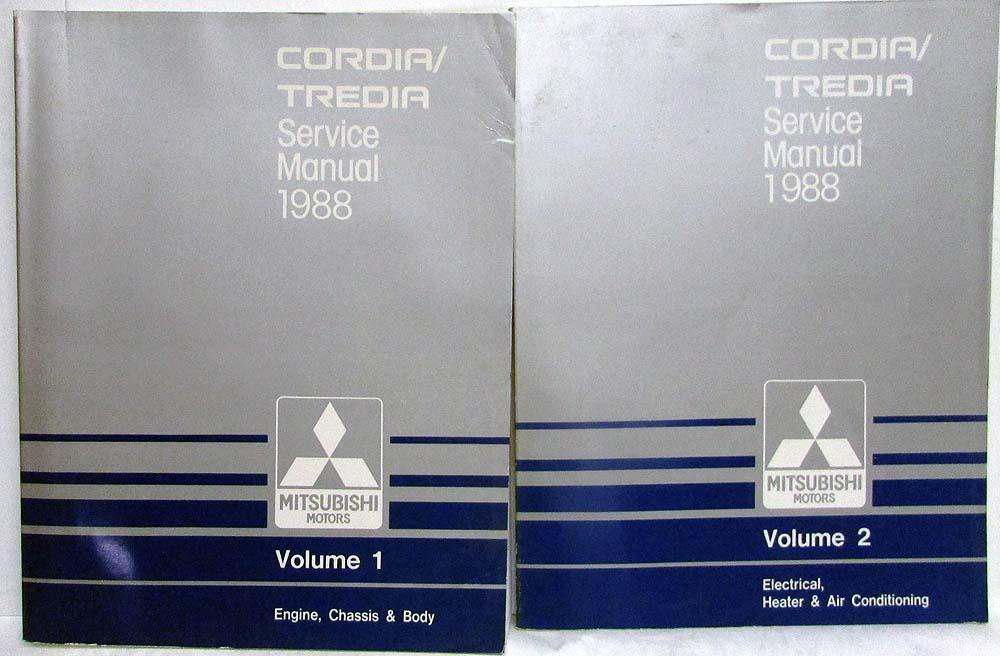 CORDIA/
TREDIA
Service
Manual
1988
MITSUBISHI
MOTORS
Volume 1
Engine, Chassis & Body
CORDIA/
TREDIA
Service
Manual
1988
MITSUBISHI
MOTORS
Volume 2
Electrical,
Heater & Air Conditioning